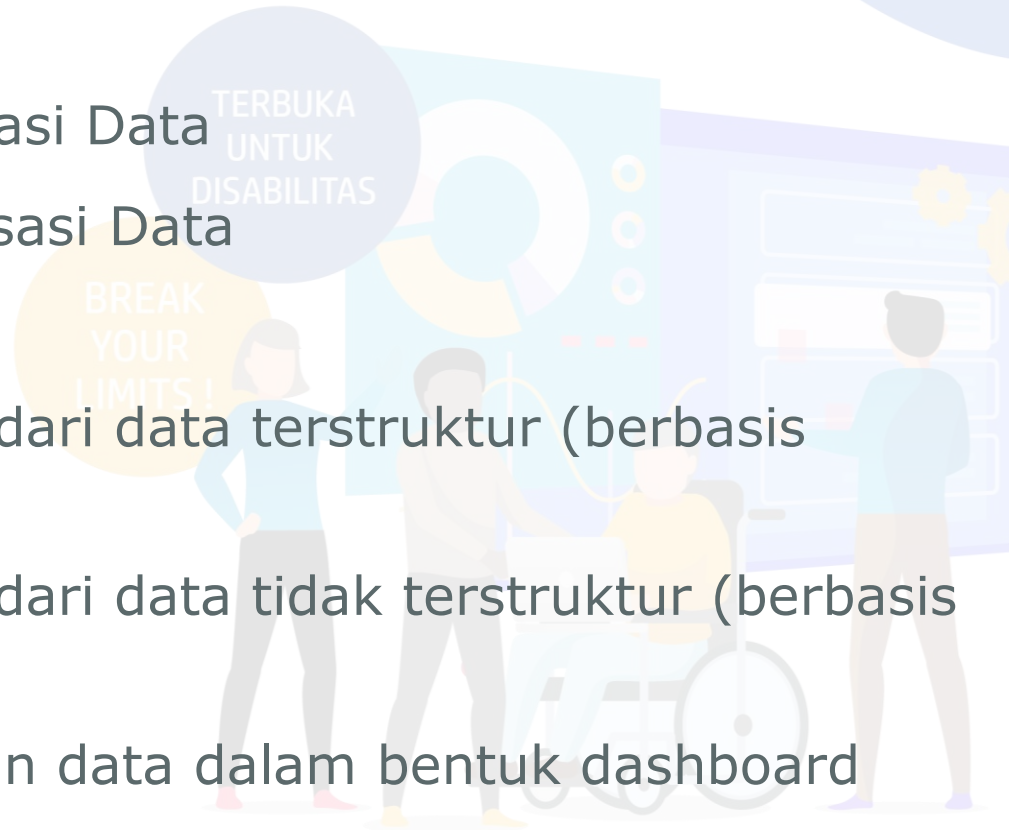 TERBUKA
UNTUK
DISABILITAS
asi Data
sasi Data
BREAK
YOUR
LIMITS !
dari data terstruktur (berbasis
dari data tidak terstruktur (berbasis
n data dalam bentuk dashboard